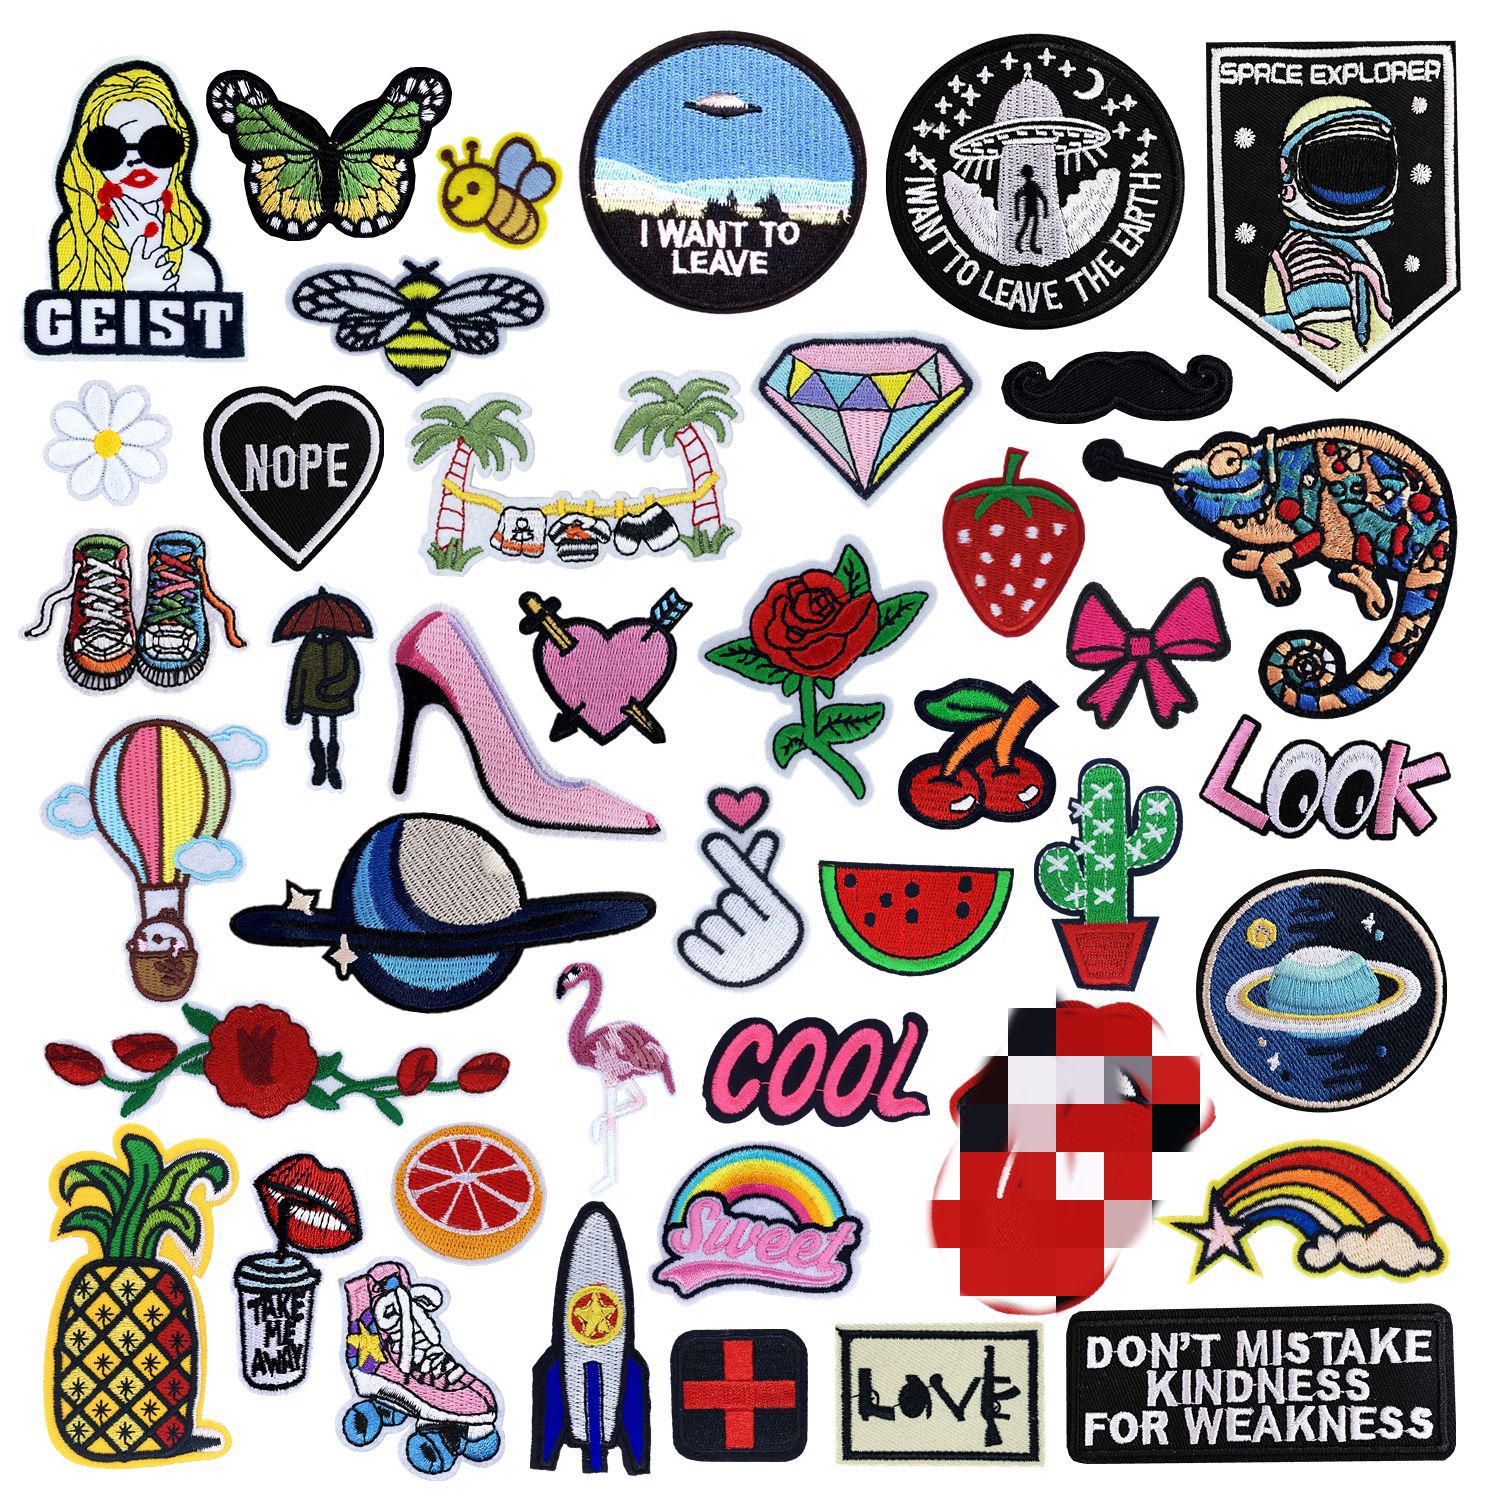 SPACE EXPLORER
I WANT TO
LEAVE
I WANT TO LEAVE THE EARTH
GEIST
NOPE
LOOK
COOL
Sweet
TAKE
ME
AWAY
LOVE
DON'T MISTAKE
KINDNESS
FOR WEAKNESS